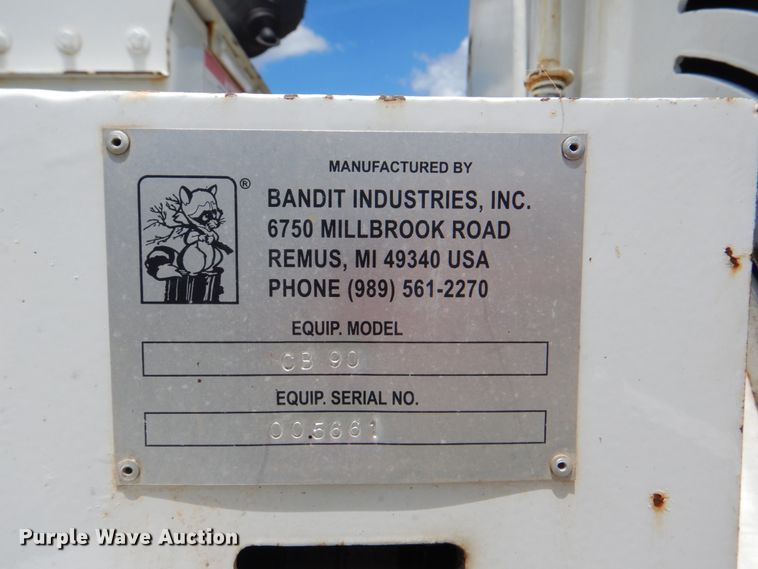 ®
MANUFACTURED BY
BANDIT INDUSTRIES, INC.
6750 MILLBROOK ROAD
REMUS, MI 49340 USA
PHONE (989) 561-2270
EQUIP. MODEL
CB 90
EQUIP. SERIAL NO.
005661
Purple Wave Auction®